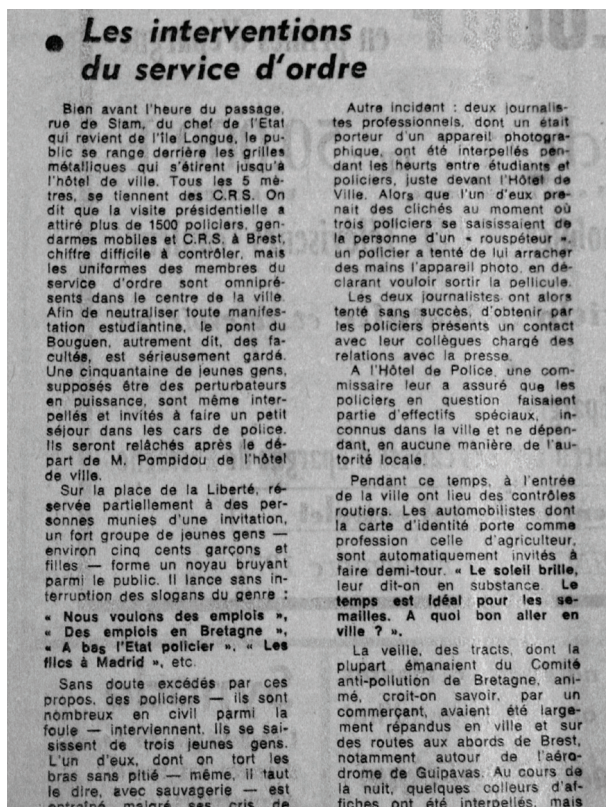 • Les interventions
du service d'ordre
Bien avant l'heure du passage,
rue de Siam, du chef de l'Etat
qui revient de l'île Longue, le pu-
blic se range derrière les grilles
métalliques qui s'étirent jusqu'à
l'hôtel de ville. Tous les 5 mè-
tres, se tiennent des C.R.S. On
dit que la visite présidentielle a
attiré plus de 1500 policiers, gen-
darmes mobiles et C.R.S. à Brest,
chiffre difficile à contrôler, mais
les uniformes des membres du
service d'ordre sont omnipré-
sents dans le centre de la ville.
Afin de neutraliser toute manifes-
tation estudiantine, le pont du
Bouguen, autrement dit, des fa-
cultés, est sérieusement gardé.
Une cinquantaine de jeunes gens,
supposés être des perturbateurs
en puissance, sont même inter-
pellés et invités à faire un petit
séjour dans les cars de police.
Ils seront relâchés après le dé-
part de M. Pompidou de l'hôtel
de ville.
Sur la place de la Liberté, ré-
servée partiellement à des per-
sonnes munies d'une invitation,
un fort groupe de jeunes gens —
environ cinq cents garçons et
filles — forme un noyau bruyant
parmi le public. Il lance sans in-
terruption des slogans du genre :
« Nous voulons des emplois »,
« Des emplois en Bretagne »,
« A bas l'Etat policier », « Les
flics à Madrid », etc.
Sans doute excédés par ces
propos, des policiers — ils sont
nombreux en civil parmi la
foule — interviennent. Ils se sai-
sissent de trois jeunes gens.
L'un d'eux, dont on tort les
bras sans pitié — même, il faut
le dire, avec sauvagerie — est
entraîné malgré ses cris de
Autre incident : deux journalis-
tes professionnels, dont un était
porteur d'un appareil photogra-
phique, ont été interpellés pen-
dant les heurts entre étudiants et
policiers, juste devant l'Hôtel de
Ville. Alors que l'un d'eux pre-
nait des clichés au moment où
trois policiers se saisissaient de
la personne d'un « rouspéteur »,
un policier a tenté de lui arracher
des mains l'appareil photo, en dé-
clarant vouloir sortir la pellicule.
Les deux journalistes ont alors
tenté sans succès, d'obtenir par
les policiers présents un contact
avec leur collègues chargé des
relations avec la presse.
A l'Hôtel de Police, une com-
missaire leur a assuré que les
policiers en question faisaient
partie d'effectifs spéciaux, in-
connus dans la ville et ne dépen-
dant, en aucune manière de l'au-
torité locale.
Pendant ce temps, à l'entrée
de la ville ont lieu des contrôles
routiers. Les automobilistes dont
la carte d'identité porte comme
profession celle d'agriculteur,
sont automatiquement invités à
faire demi-tour. « Le soleil brille,
leur dit-on en substance. Le
temps est idéal pour les se-
mailles. A quoi bon aller en
ville ? ».
La veille, des tracts, dont la
plupart émanaient du Comité
anti-pollution de Bretagne, ani-
mé, croit-on savoir, par un
commerçant, avaient été large-
ment répandus en ville et sur
des routes aux abords de Brest,
notamment autour de l'aéro-
drome de Guipavas. Au cours de
la nuit, quelques colleurs d'af-
fiches ont été interpellés, mais